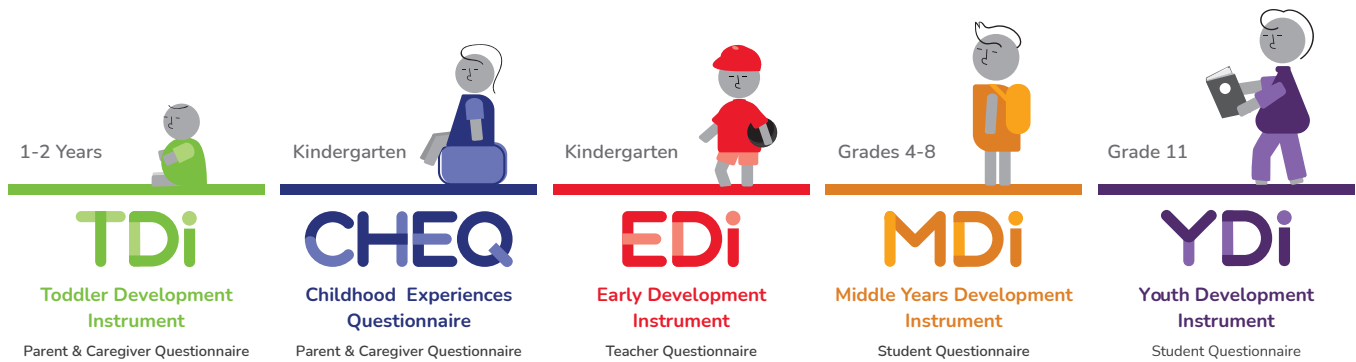 1-2 Years
Kindergarten
Kindergarten
Grades 4-8
Grade 11
TDi
CHEQ
EDi
MDi
YDi
Toddler Development
Instrument
Childhood Experiences
Questionnaire
Early Development
Instrument
Middle Years Development
Instrument
Youth Development
Instrument
Parent & Caregiver Questionnaire
Parent & Caregiver Questionnaire
Teacher Questionnaire
Student Questionnaire
Student Questionnaire